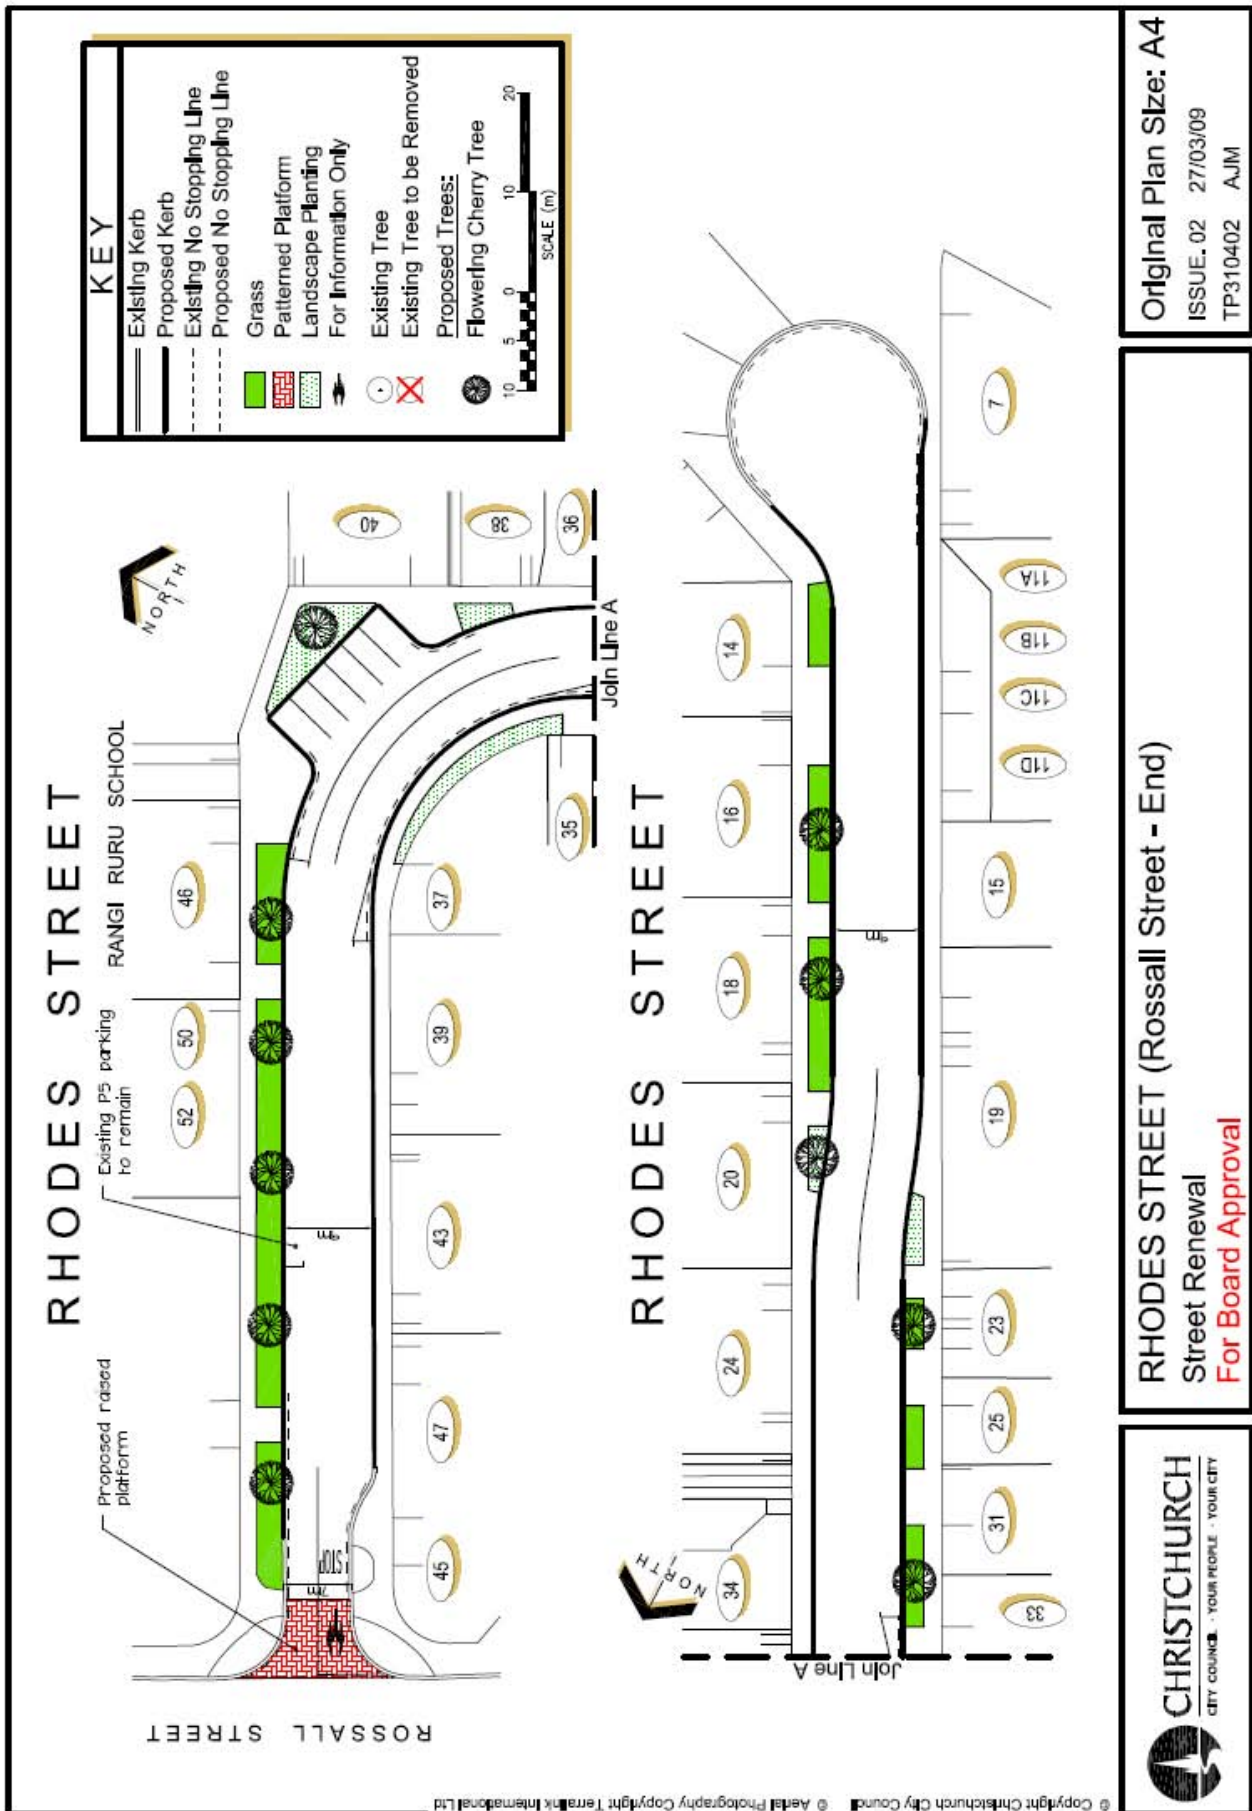 RHODES STREET
RANGI RURU SCHOOL
Proposed raised
platform
Existing P5 parking
to remain
52
50
46
40
38
36
45
47
43
39
37
35
9m
7m
STOP
ROSSALL STREET
NORTH
Join Line A
KEY
Existing Kerb
Proposed Kerb
Existing No Stopping Line
Proposed No Stopping Line
Grass
Patterned Platform
Landscape Planting
For Information Only
Existing Tree
Existing Tree to be Removed
Proposed Trees:
Flowering Cherry Tree
10 5 0 10 20
SCALE (m)
RHODES STREET
34
24
20
18
16
14
33
31
25
23
19
15
11D
11C
11B
11A
7
9m
NORTH
Join Line A
© Copyright Christchurch City Council © Aerial Photography Copyright Terralink International Ltd
CHRISTCHURCH
CITY COUNCIL · YOUR PEOPLE · YOUR CITY
RHODES STREET (Rossall Street - End)
Street Renewal
For Board Approval
Original Plan Size: A4
ISSUE. 02 27/03/09
TP310402 AJM